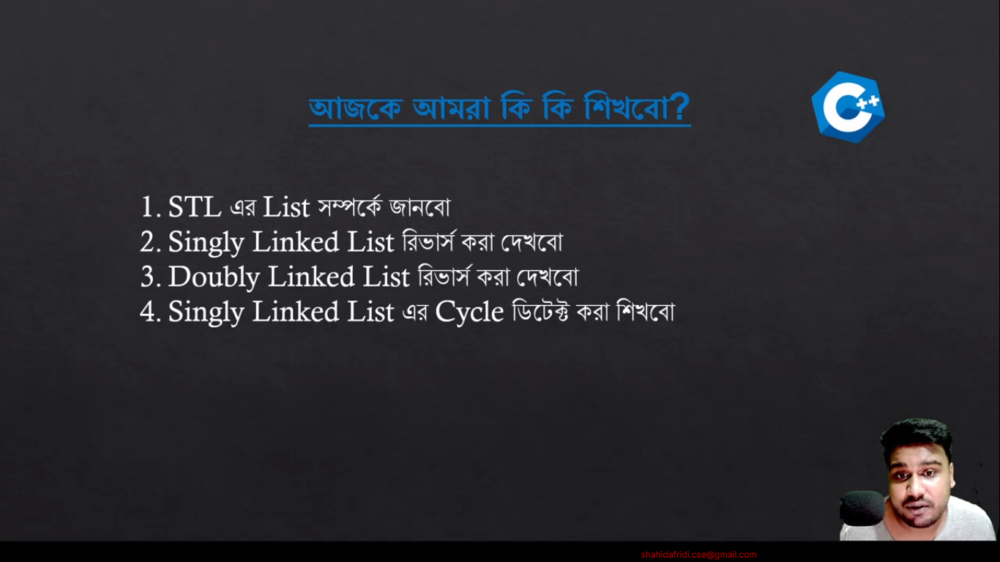 আজকে আমরা কি কি শিখবো?
C++
1. STL এর List সম্পর্কে জানবো
2. Singly Linked List রিভার্স করা দেখবো
3. Doubly Linked List রিভার্স করা দেখবো
4. Singly Linked List এর Cycle ডিটেক্ট করা শিখবো
shahidafridi.cse@gmail.com